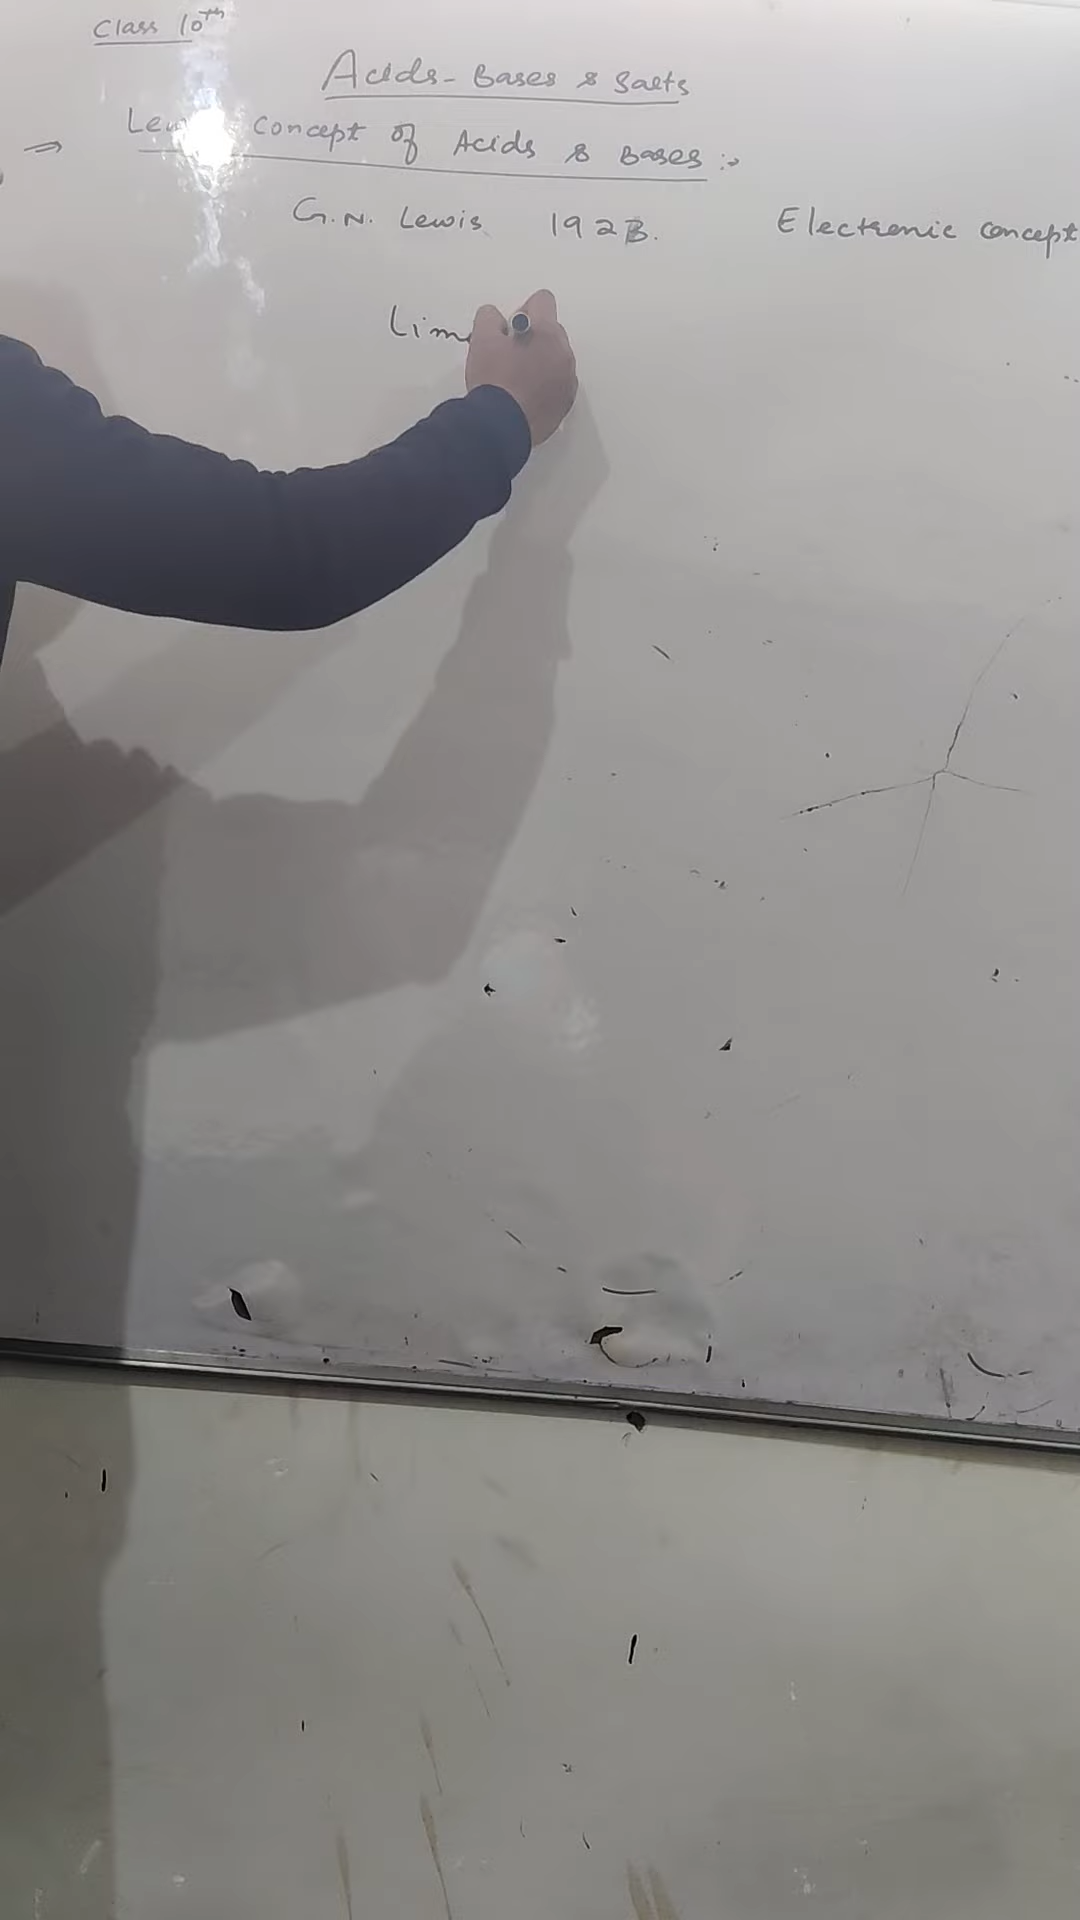 Class 10th
Acids-Bases & Salts
⇒ concept of Acids & Bases :-
G.N. Lewis 1923. Electronic concept